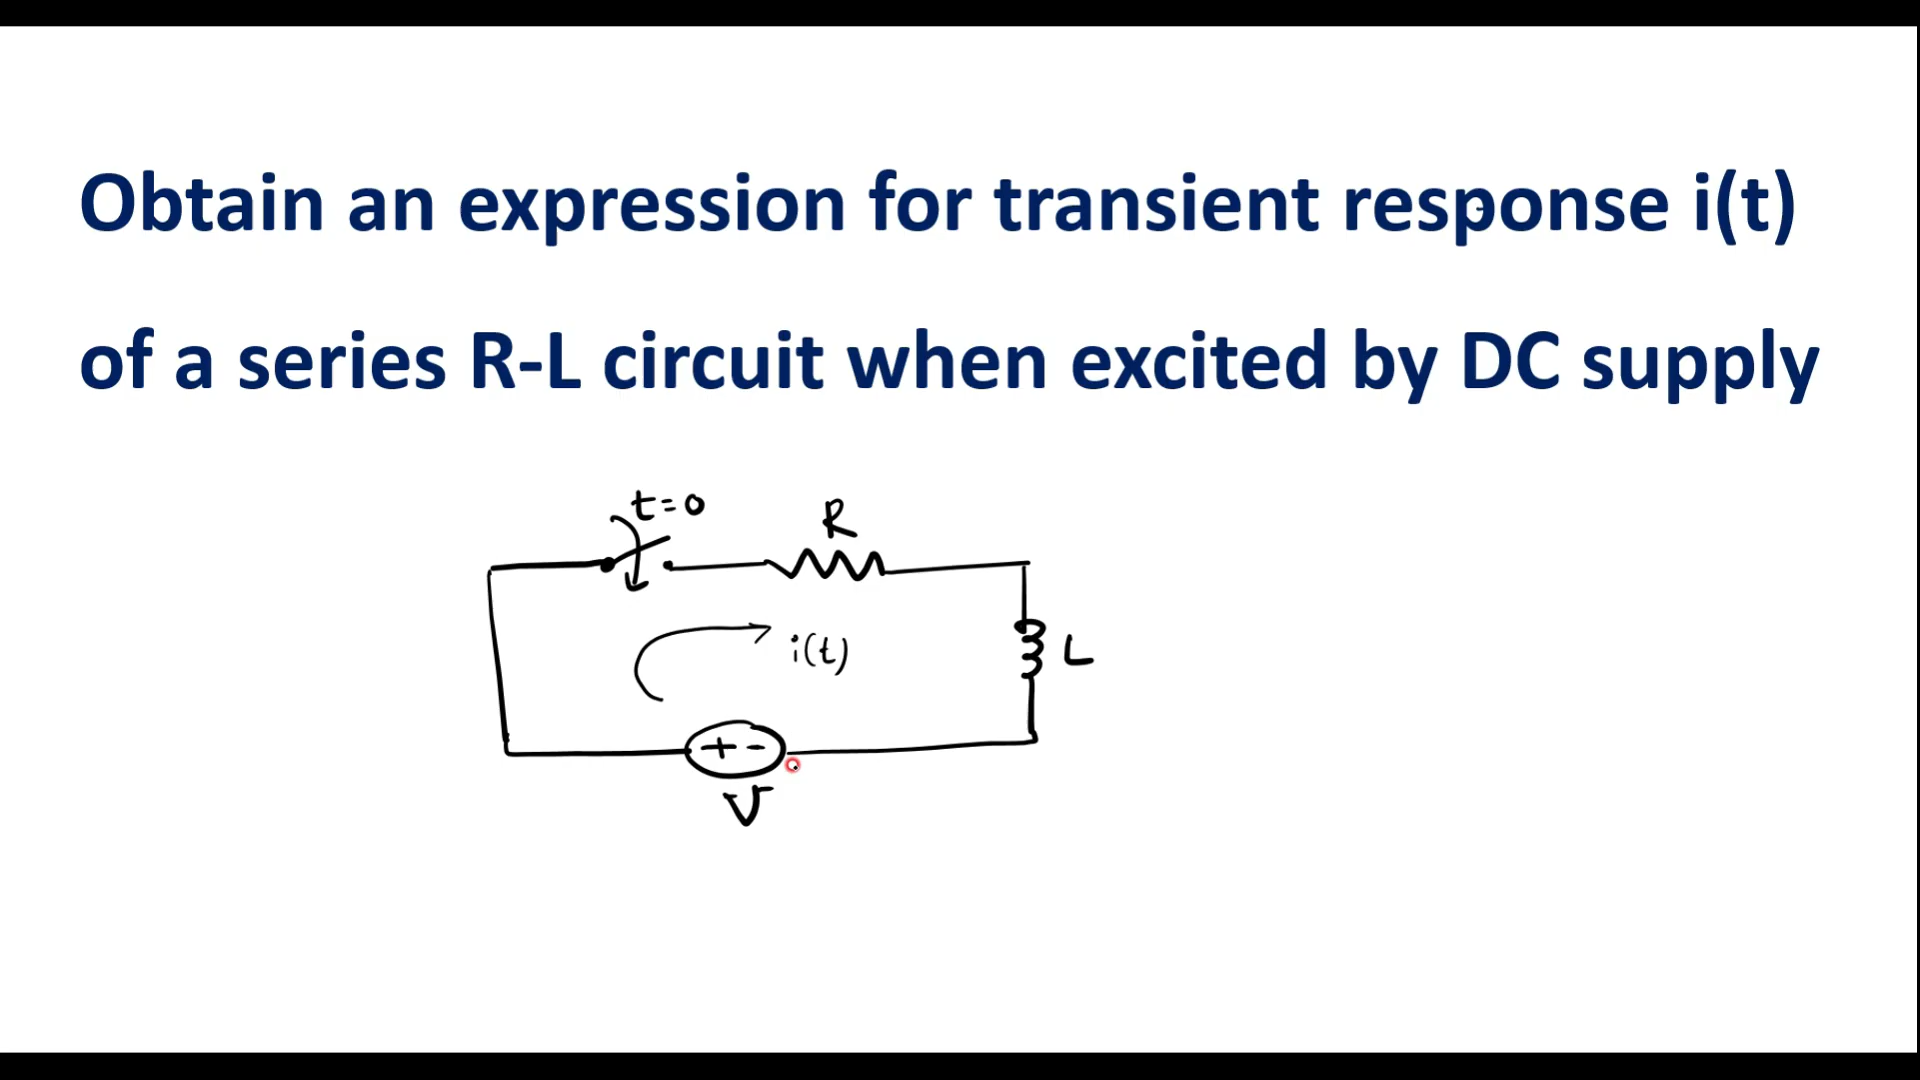 Obtain an expression for transient response i(t)
of a series R-L circuit when excited by DC supply
t=0
R
i(t)
L
+ -
V